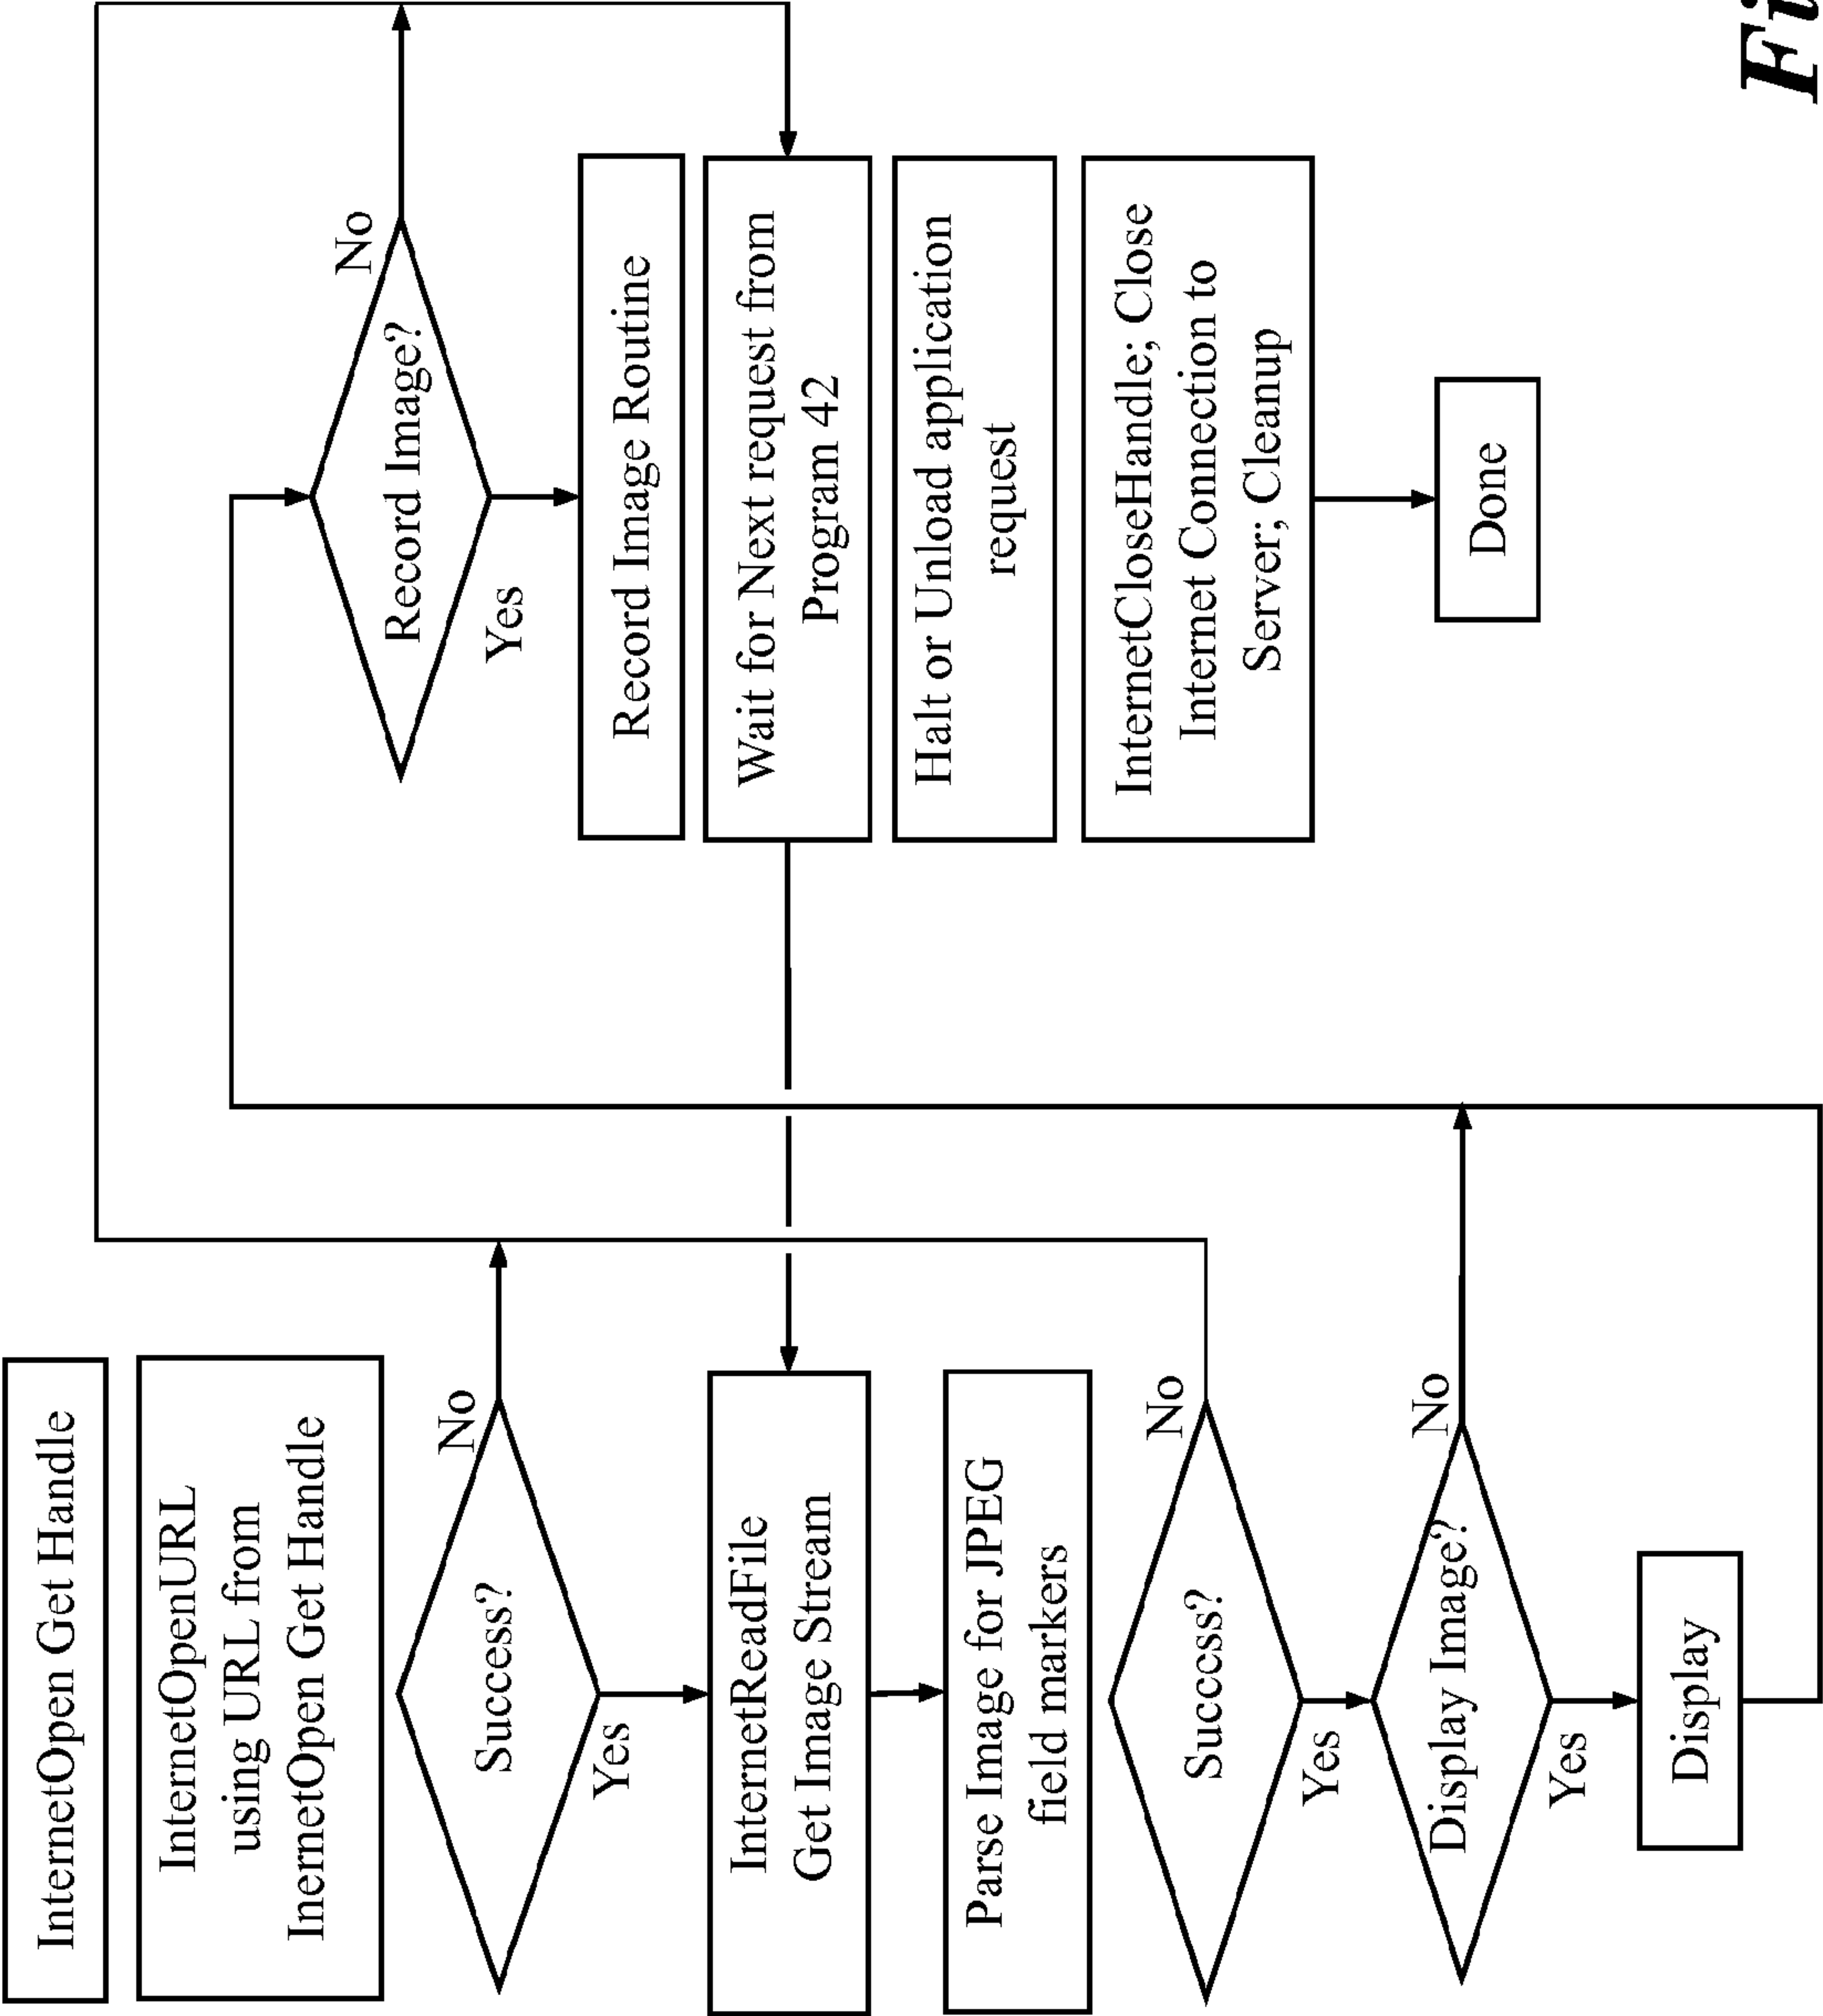 InternetOpen Get Handle
InternetOpenURL
using URL from
InernetOpen Get Handle
Success?
No
Yes
InternetReadFile
Get Image Stream
Parse Image for JPEG
field markers
Success?
No
Yes
Display Image?
No
Yes
Display
Record Image?
No
Yes
Record Image Routine
Wait for Next request from
Program 42
Halt or Unload application
request
InternetCloseHandle; Close
Internet Connection to
Server; Cleanup
Done